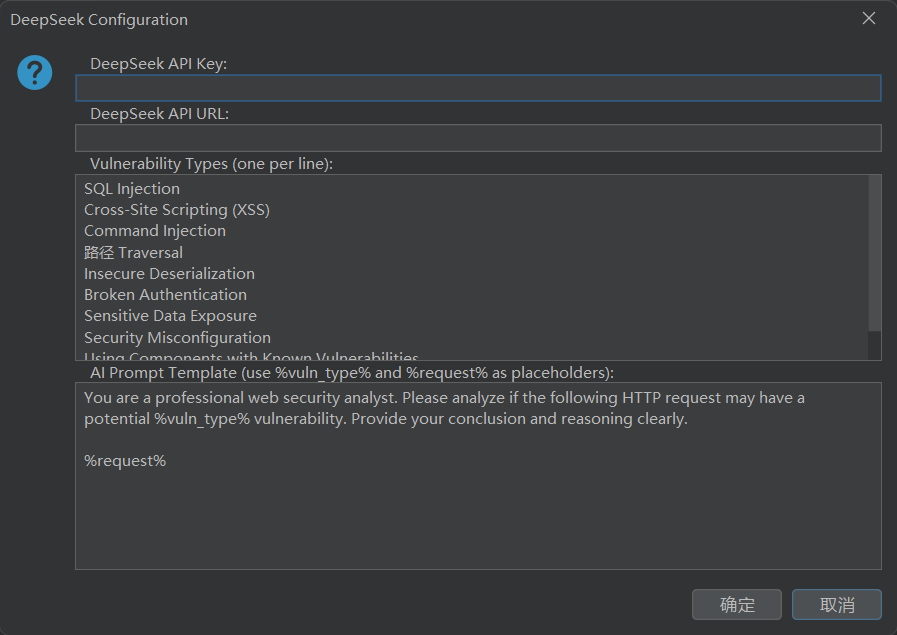 DeepSeek Configuration
DeepSeek API Key:
DeepSeek API URL:
Vulnerability Types (one per line):
SQL Injection
Cross-Site Scripting (XSS)
Command Injection
路径 Traversal
Insecure Deserialization
Broken Authentication
Sensitive Data Exposure
Security Misconfiguration
Using Components with Known Vulnerabilities
AI Prompt Template (use %vuln_type% and %request% as placeholders):
You are a professional web security analyst. Please analyze if the following HTTP request may have a
potential %vuln_type% vulnerability. Provide your conclusion and reasoning clearly.
%request%
确定
取消